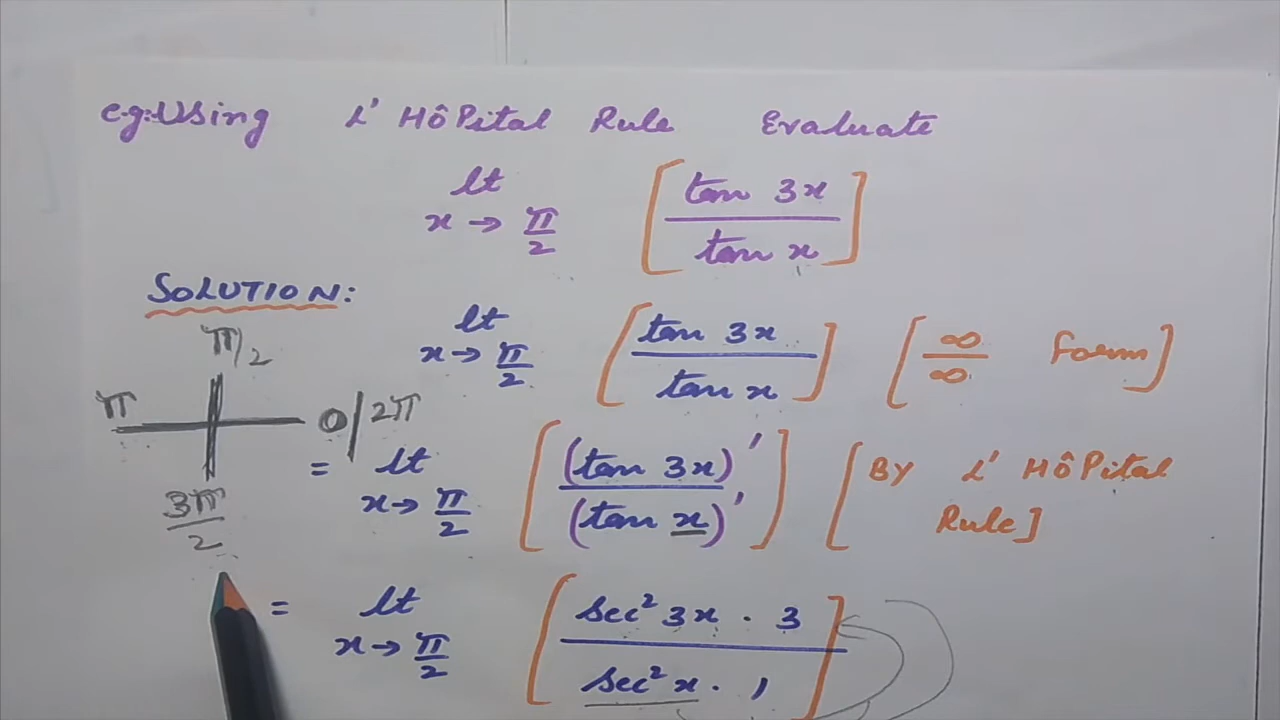 e.g:Using L' HôPital Rule Evaluate
lt x → π/2 [tan 3x / tan x]
SOLUTION:
lt x → π/2 [tan 3x / tan x] [∞/∞ Form]
π/2
π 0/2π
3π/2
= lt x → π/2 [(tan 3x)' / (tan x)'] [BY L' HôPital Rule]
= lt x → π/2 [sec² 3x . 3 / sec² x . 1]